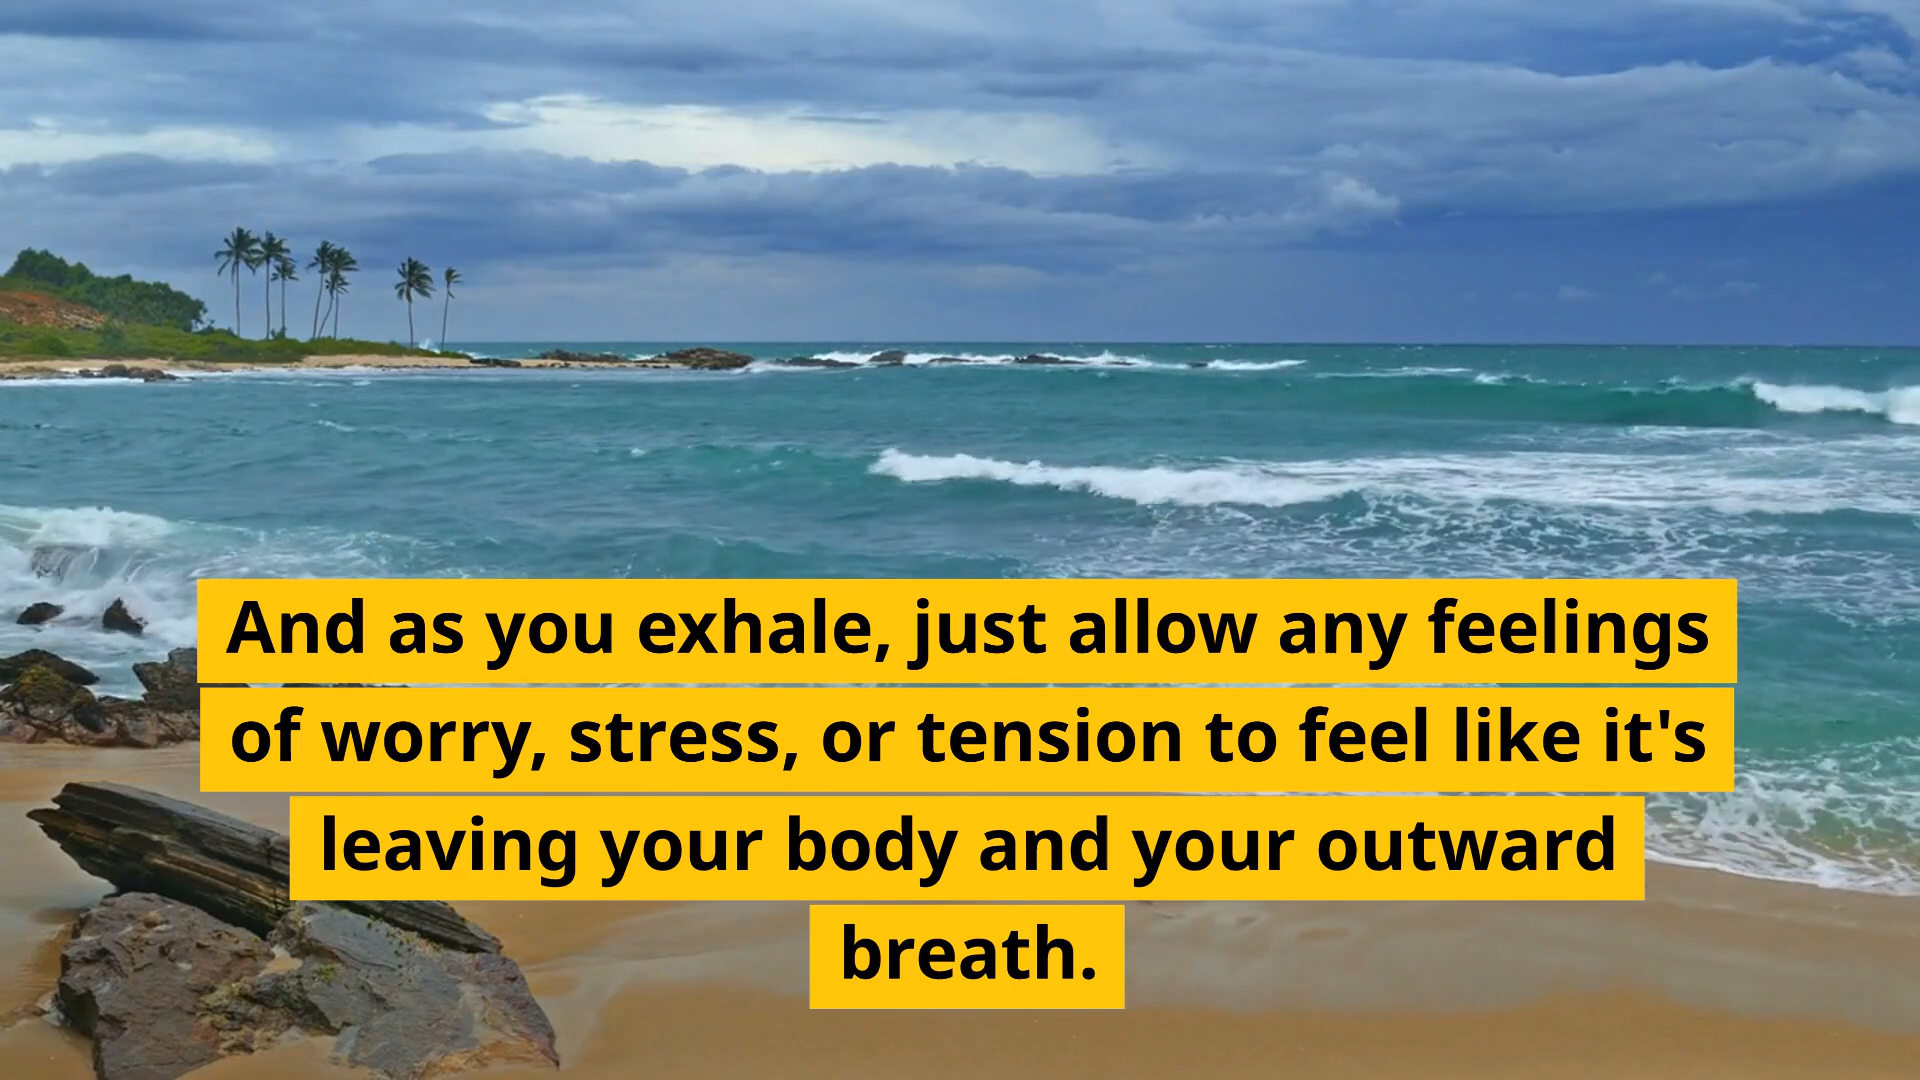 And as you exhale, just allow any feelings
of worry, stress, or tension to feel like it's
leaving your body and your outward
breath.